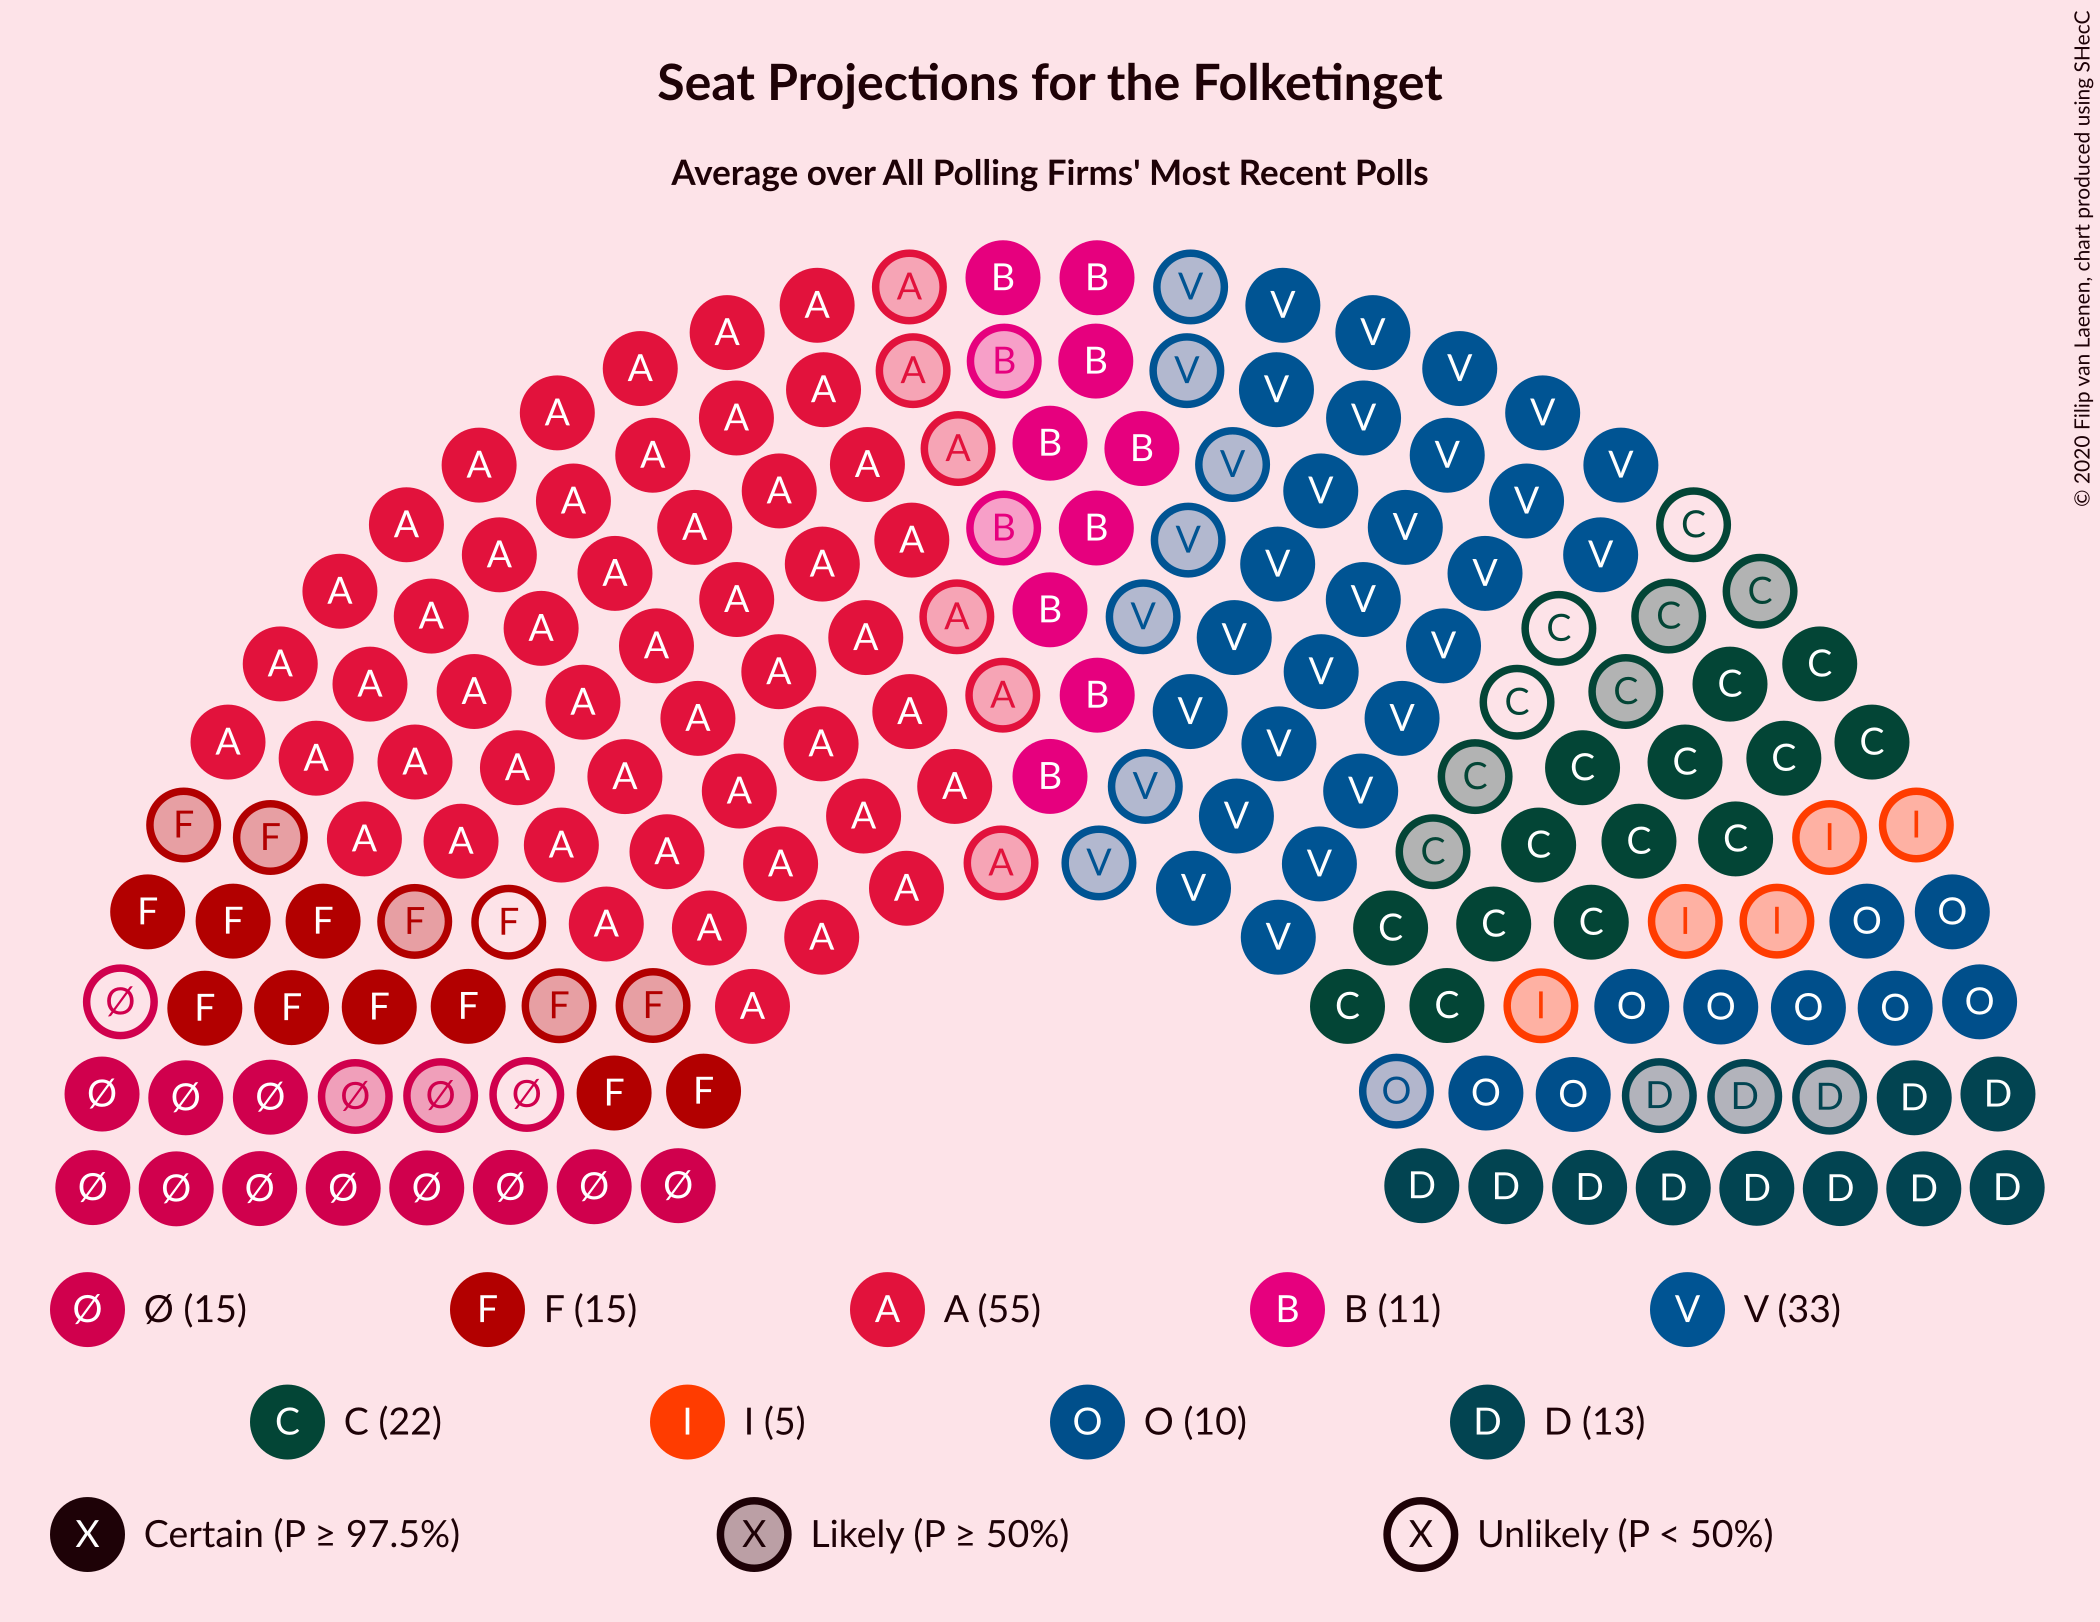 © 2020 Filip van Laenen, chart produced using SHecC
Seat Projections for the Folketinget
Average over All Polling Firms' Most Recent Polls
A B B V
A V
A V
A A B B V V
A V
A A V V
A A A A B B V V V
A A V V
A A A B B V V C
A A A V V V
A A V C
A A A A A B V V V C C
A A V C
A A A A A A B V V C C C
A A A A A A A A B V V V C C C C C
F F A A A A A A A V V V C C C C I I
F F F F F A A A A V V C C C I I O O
Ø F F F F F F A C C I O O O O O
Ø Ø Ø Ø Ø Ø F F O O O D D D D D
Ø Ø Ø Ø Ø Ø Ø Ø D D D D D D D D
Ø Ø (15) F F (15) A A (55) B B (11) V V (33)
C C (22) I I (5) O O (10) D D (13)
X Certain (P ≥ 97.5%) X Likely (P ≥ 50%) X Unlikely (P < 50%)